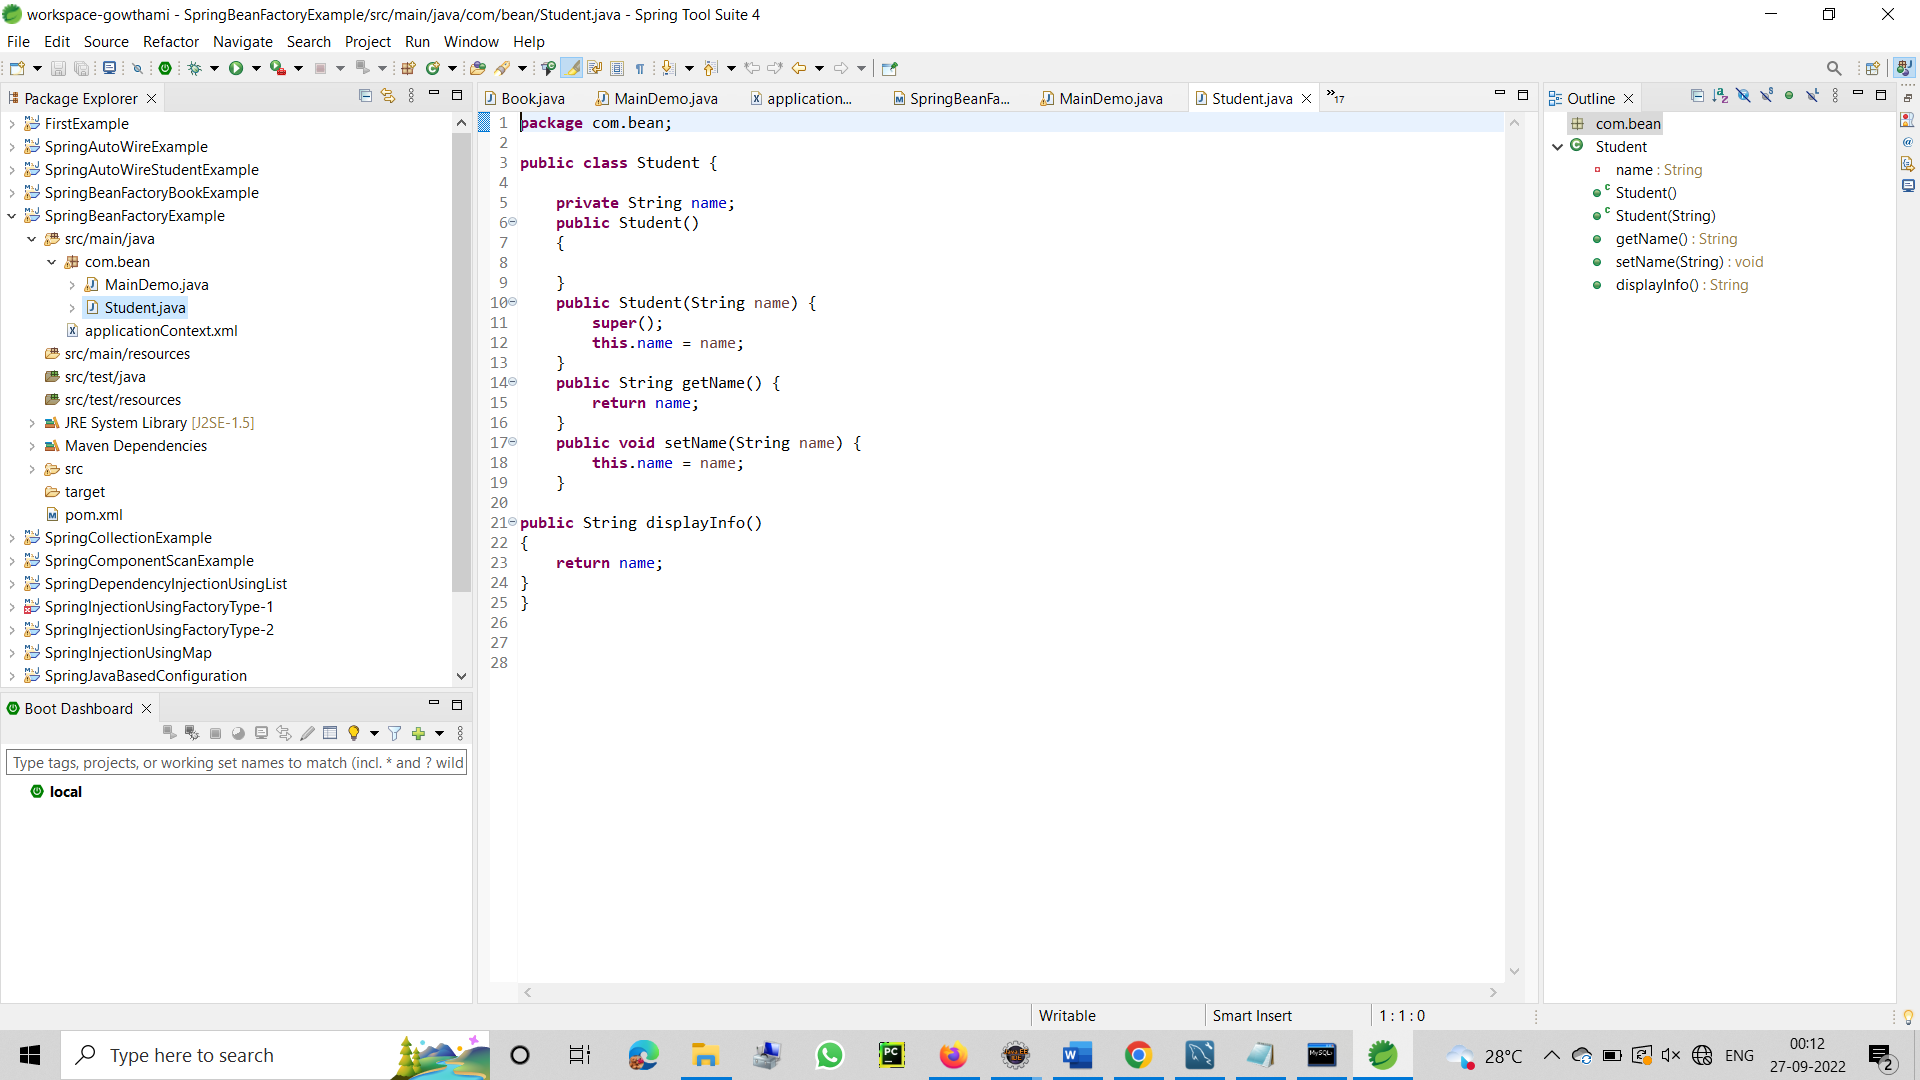 workspace-gowthami - SpringBeanFactoryExample/src/main/java/com/bean/Student.java - Spring Tool Suite 4
File Edit Source Refactor Navigate Search Project Run Window Help
Package Explorer
FirstExample
SpringAutoWireExample
SpringAutoWireStudentExample
SpringBeanFactoryBookExample
SpringBeanFactoryExample
src/main/java
com.bean
MainDemo.java
Student.java
applicationContext.xml
src/main/resources
src/test/java
src/test/resources
JRE System Library [J2SE-1.5]
Maven Dependencies
src
target
pom.xml
SpringCollectionExample
SpringComponentScanExample
SpringDependencyInjectionUsingList
SpringInjectionUsingFactoryType-1
SpringInjectionUsingFactoryType-2
SpringInjectionUsingMap
SpringJavaBasedConfiguration
Boot Dashboard
Type tags, projects, or working set names to match (incl. * and ? wild
local
Book.java MainDemo.java application... SpringBeanFa... MainDemo.java Student.java »17
1 package com.bean;
2
3 public class Student {
4
5 private String name;
6 public Student()
7 {
8
9 }
10 public Student(String name) {
11 super();
12 this.name = name;
13 }
14 public String getName() {
15 return name;
16 }
17 public void setName(String name) {
18 this.name = name;
19 }
20
21 public String displayInfo()
22 {
23 return name;
24 }
25 }
26
27
28
Outline
com.bean
Student
name : String
Student()
Student(String)
getName() : String
setName(String) : void
displayInfo() : String
Writable Smart Insert 1 : 1 : 0
Type here to search
PC
MySQL
28°C
ENG
00:12
27-09-2022
2